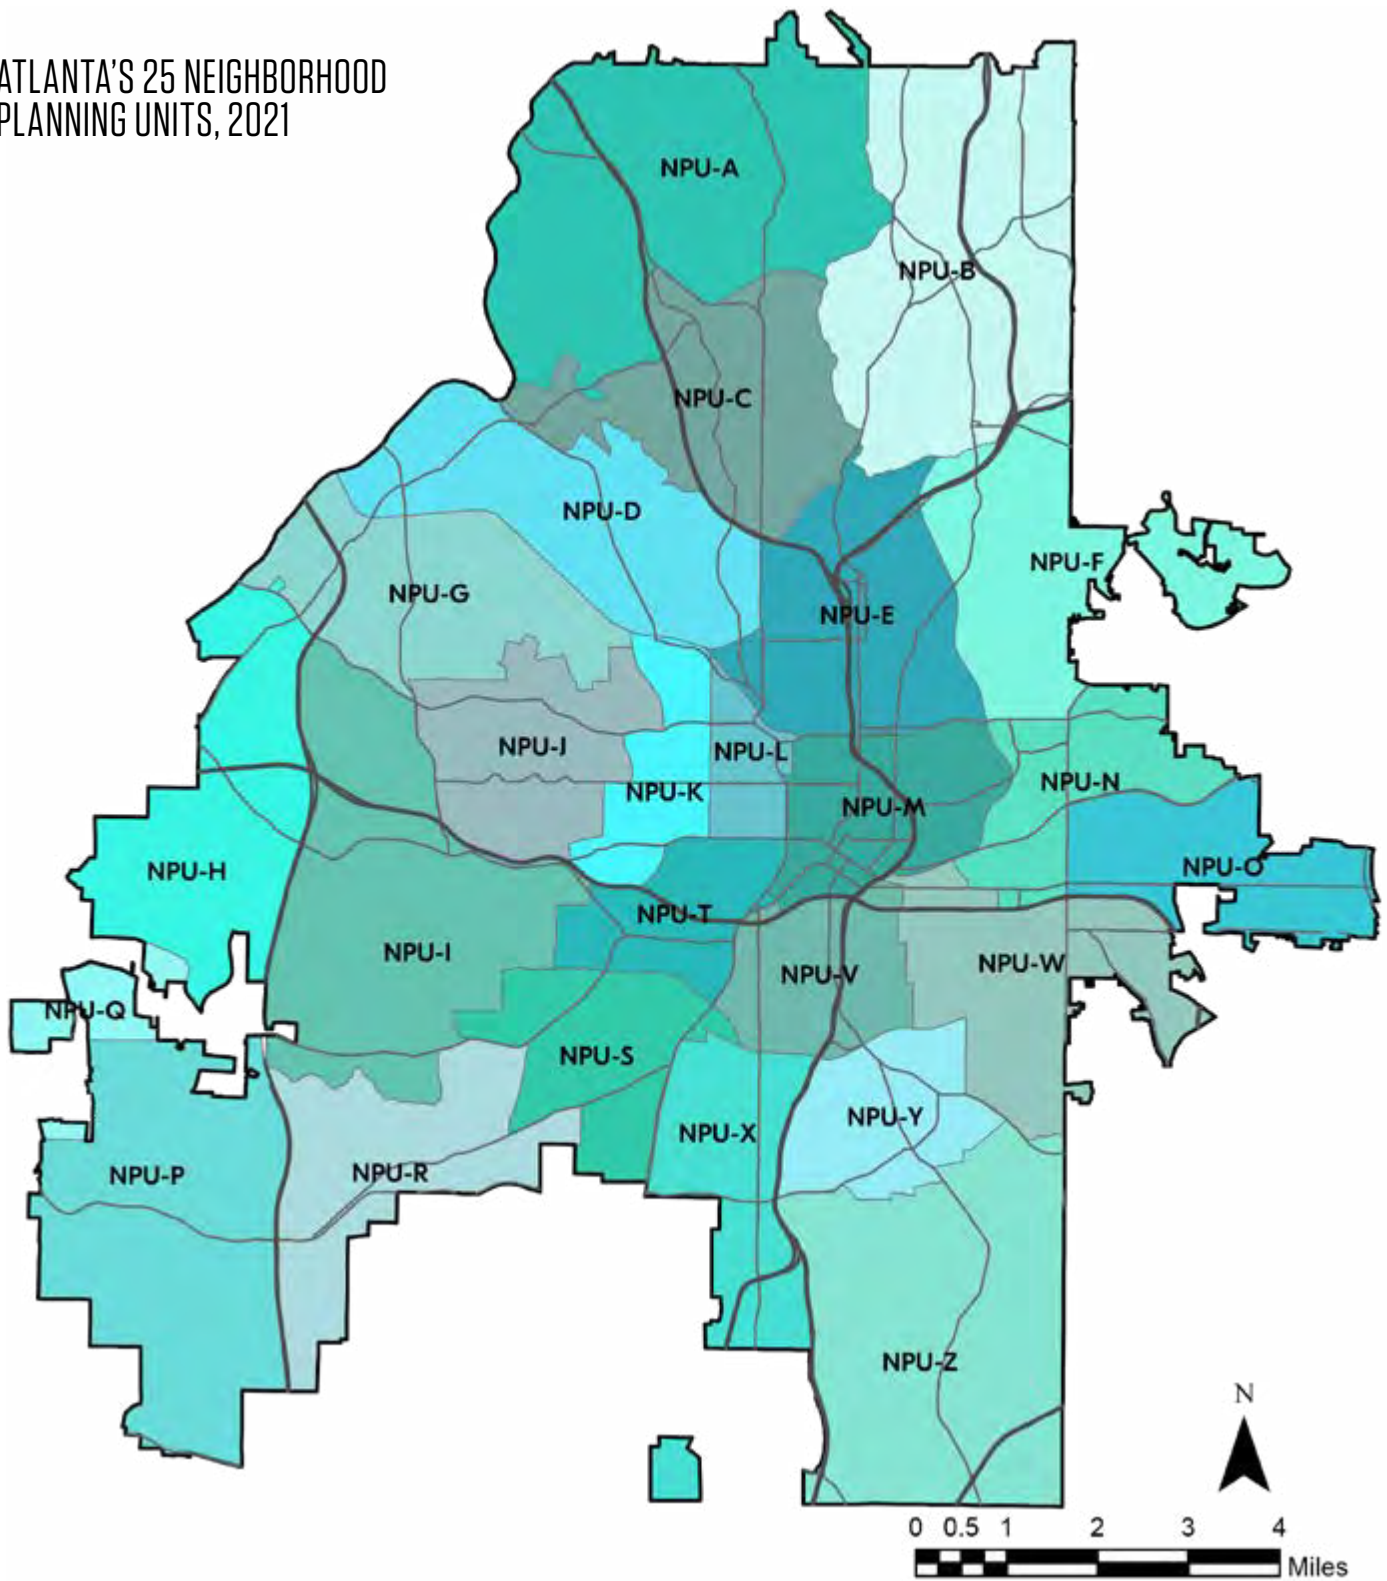 ATLANTA'S 25 NEIGHBORHOOD
PLANNING UNITS, 2021
NPU-A
NPU-B
NPU-C
NPU-D
NPU-F
NPU-G
NPU-E
NPU-J
NPU-L
NPU-N
NPU-K
NPU-M
NPU-H
NPU-O
NPU-T
NPU-I
NPU-V
NPU-W
NPU-Q
NPU-S
NPU-Y
NPU-X
NPU-P
NPU-R
NPU-Z
N
0 0.5 1 2 3 4
Miles